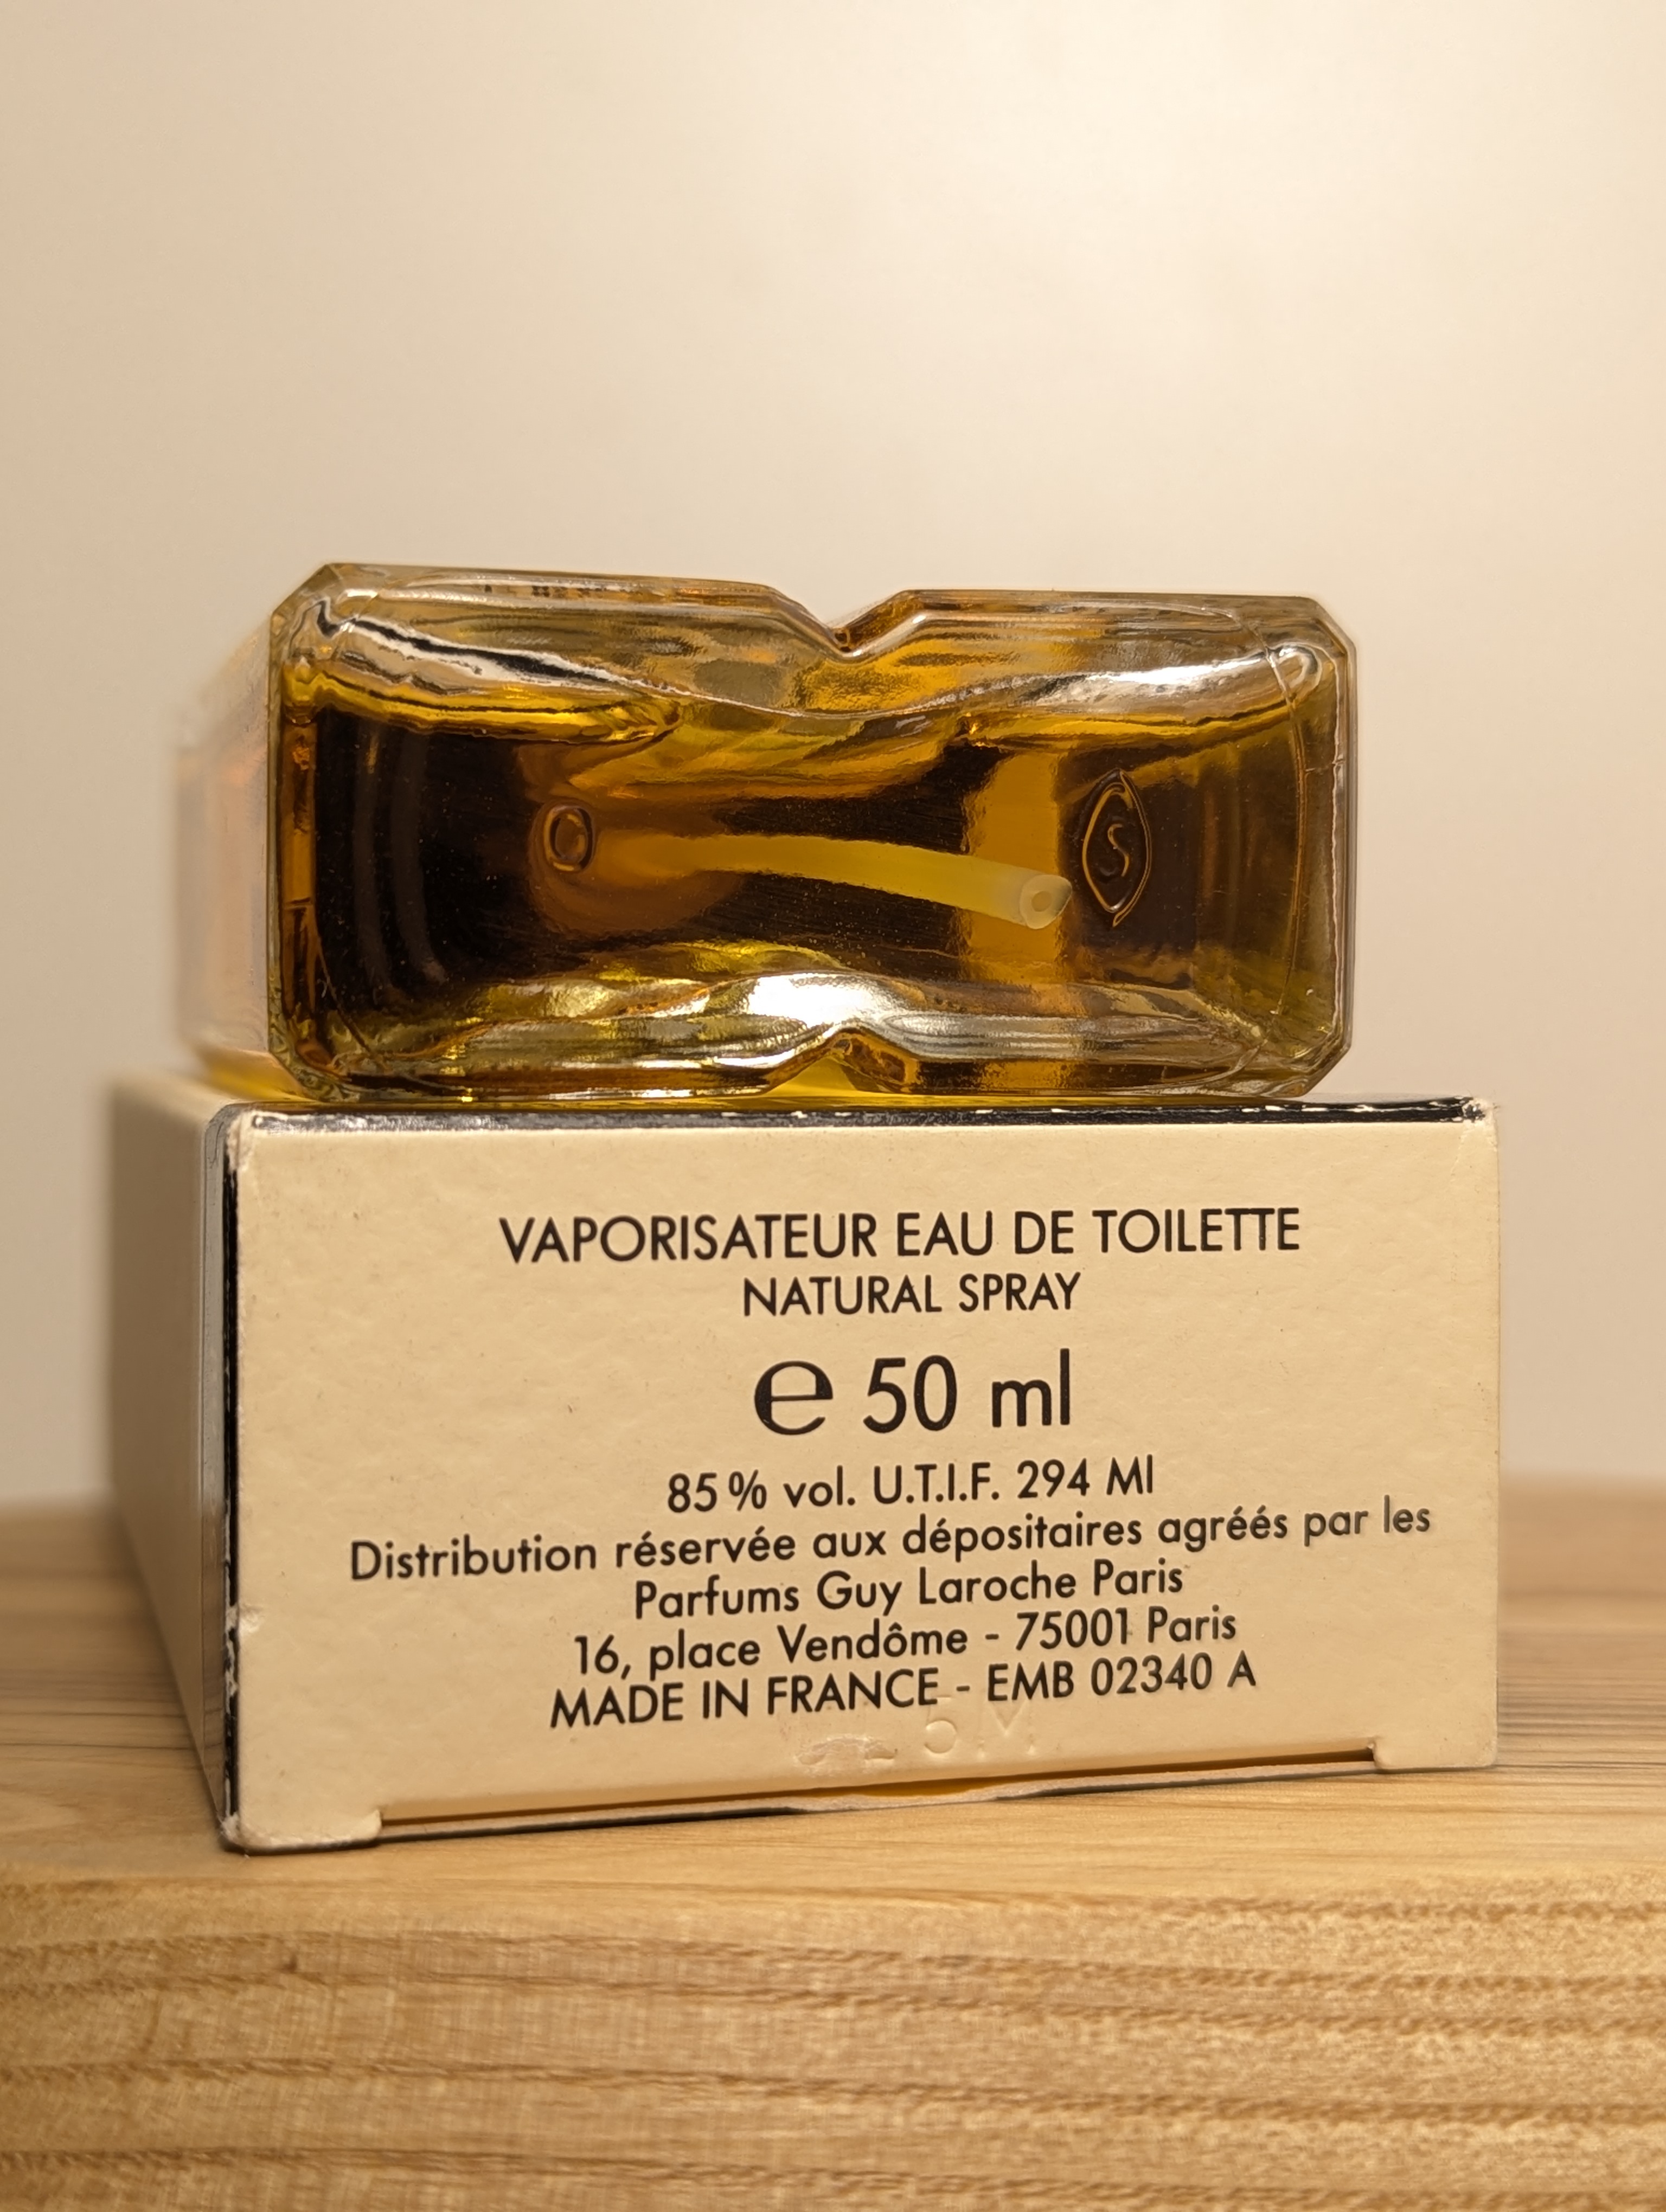 O
S
VAPORISATEUR EAU DE TOILETTE
NATURAL SPRAY
e 50 ml
85 % vol. U.T.I.F. 294 Ml
Distribution réservée aux dépositaires agréés par les
Parfums Guy Laroche Paris
16, place Vendôme - 75001 Paris
MADE IN FRANCE - EMB 02340 A
5M